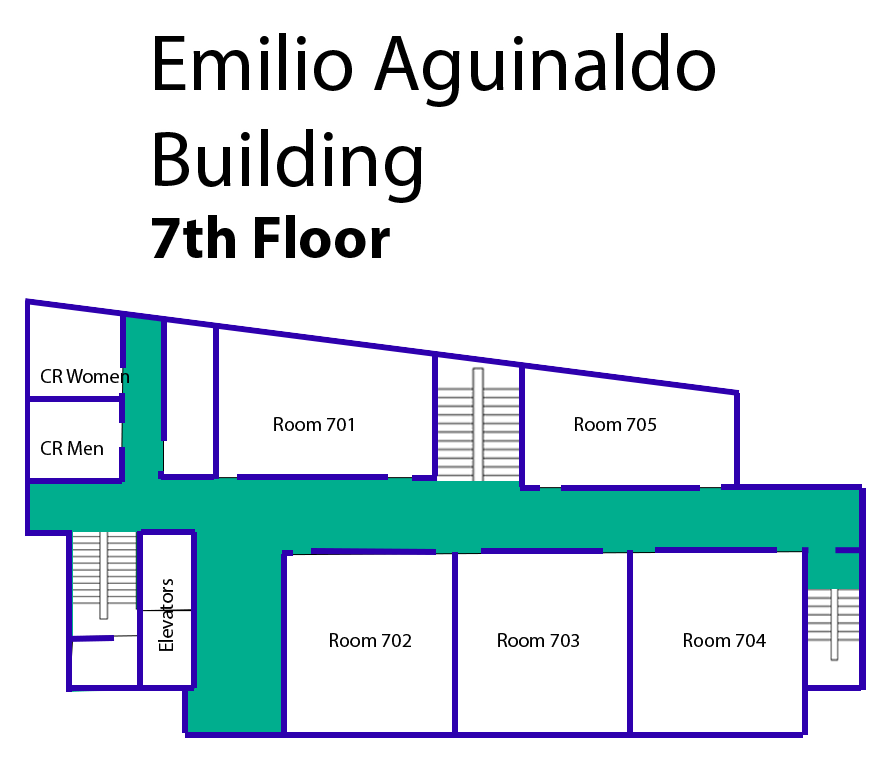 Emilio Aguinaldo
Building
7th Floor
CR Women
CR Men
Room 701
Room 705
Elevators
Room 702
Room 703
Room 704